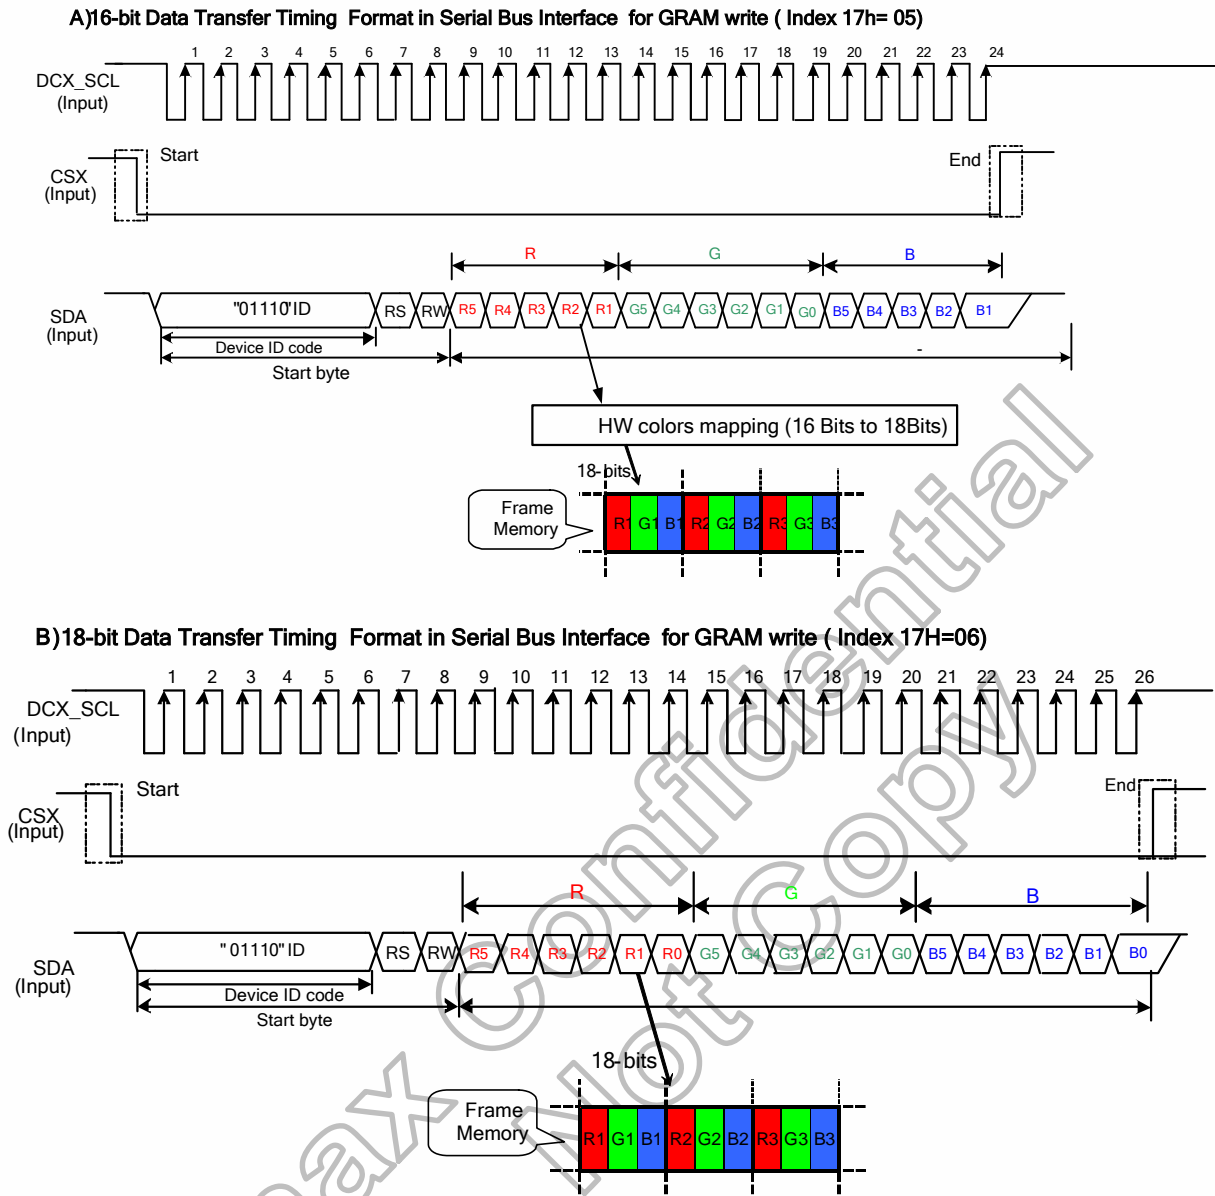 A)16-bit Data Transfer Timing Format in Serial Bus Interface for GRAM write ( Index 17h= 05)
1 2 3 4 5 6 7 8 9 10 11 12 13 14 15 16 17 18 19 20 21 22 23 24
DCX_SCL
(Input)
Start
End
CSX
(Input)
R G B
SDA
(Input)
"01110"ID RS RW R5 R4 R3 R2 R1 G5 G4 G3 G2 G1 G0 B5 B4 B3 B2 B1
Device ID code
Start byte
-
HW colors mapping (16 Bits to 18Bits)
18-bits
Frame
Memory
R1 G1 B1 R2 G2 B2 R3 G3 B3
B)18-bit Data Transfer Timing Format in Serial Bus Interface for GRAM write ( Index 17H=06)
1 2 3 4 5 6 7 8 9 10 11 12 13 14 15 16 17 18 19 20 21 22 23 24 25 26
DCX_SCL
(Input)
Start
End
CSX
(Input)
R G B
SDA
(Input)
"01110"ID RS RW R5 R4 R3 R2 R1 R0 G5 G4 G3 G2 G1 G0 B5 B4 B3 B2 B1 B0
Device ID code
Start byte
18-bits
Frame
Memory
R1 G1 B1 R2 G2 B2 R3 G3 B3
ax Confidential
Not Copy